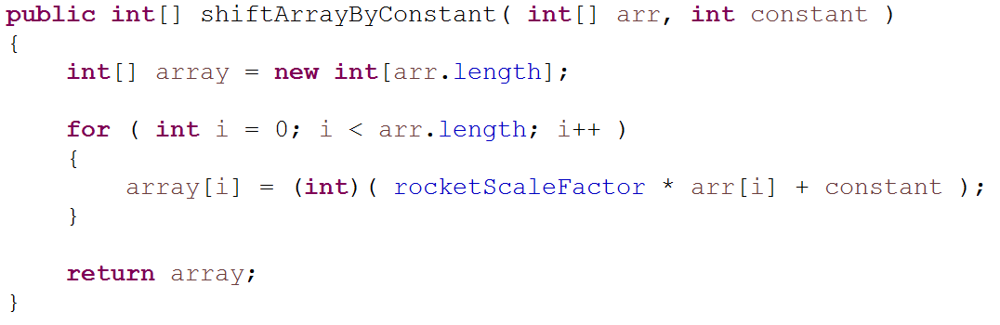 public int[] shiftArrayByConstant( int[] arr, int constant )
{
    int[] array = new int[arr.length];

    for ( int i = 0; i < arr.length; i++ )
    {
        array[i] = (int)( rocketScaleFactor * arr[i] + constant );
    }

    return array;
}